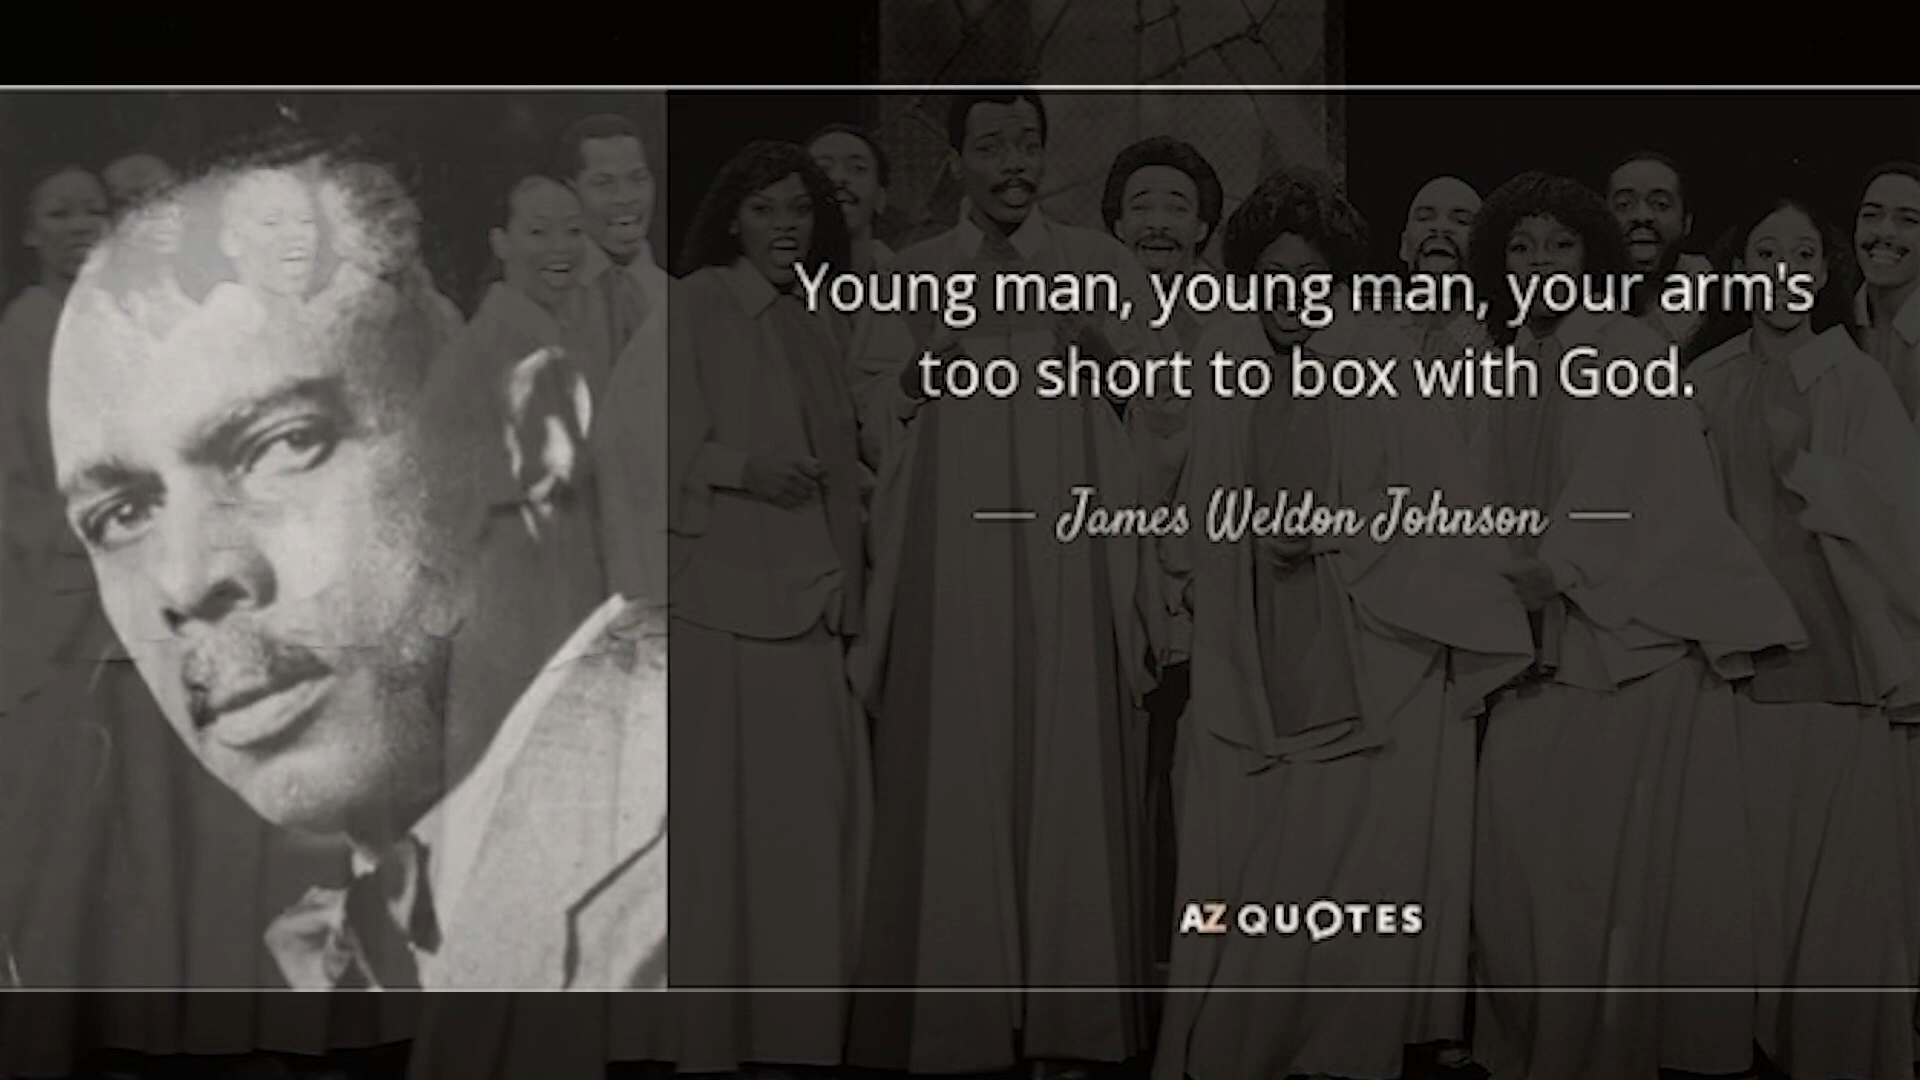 Young man, young man, your arm's
too short to box with God.
— James Weldon Johnson —
AZ QUOTES